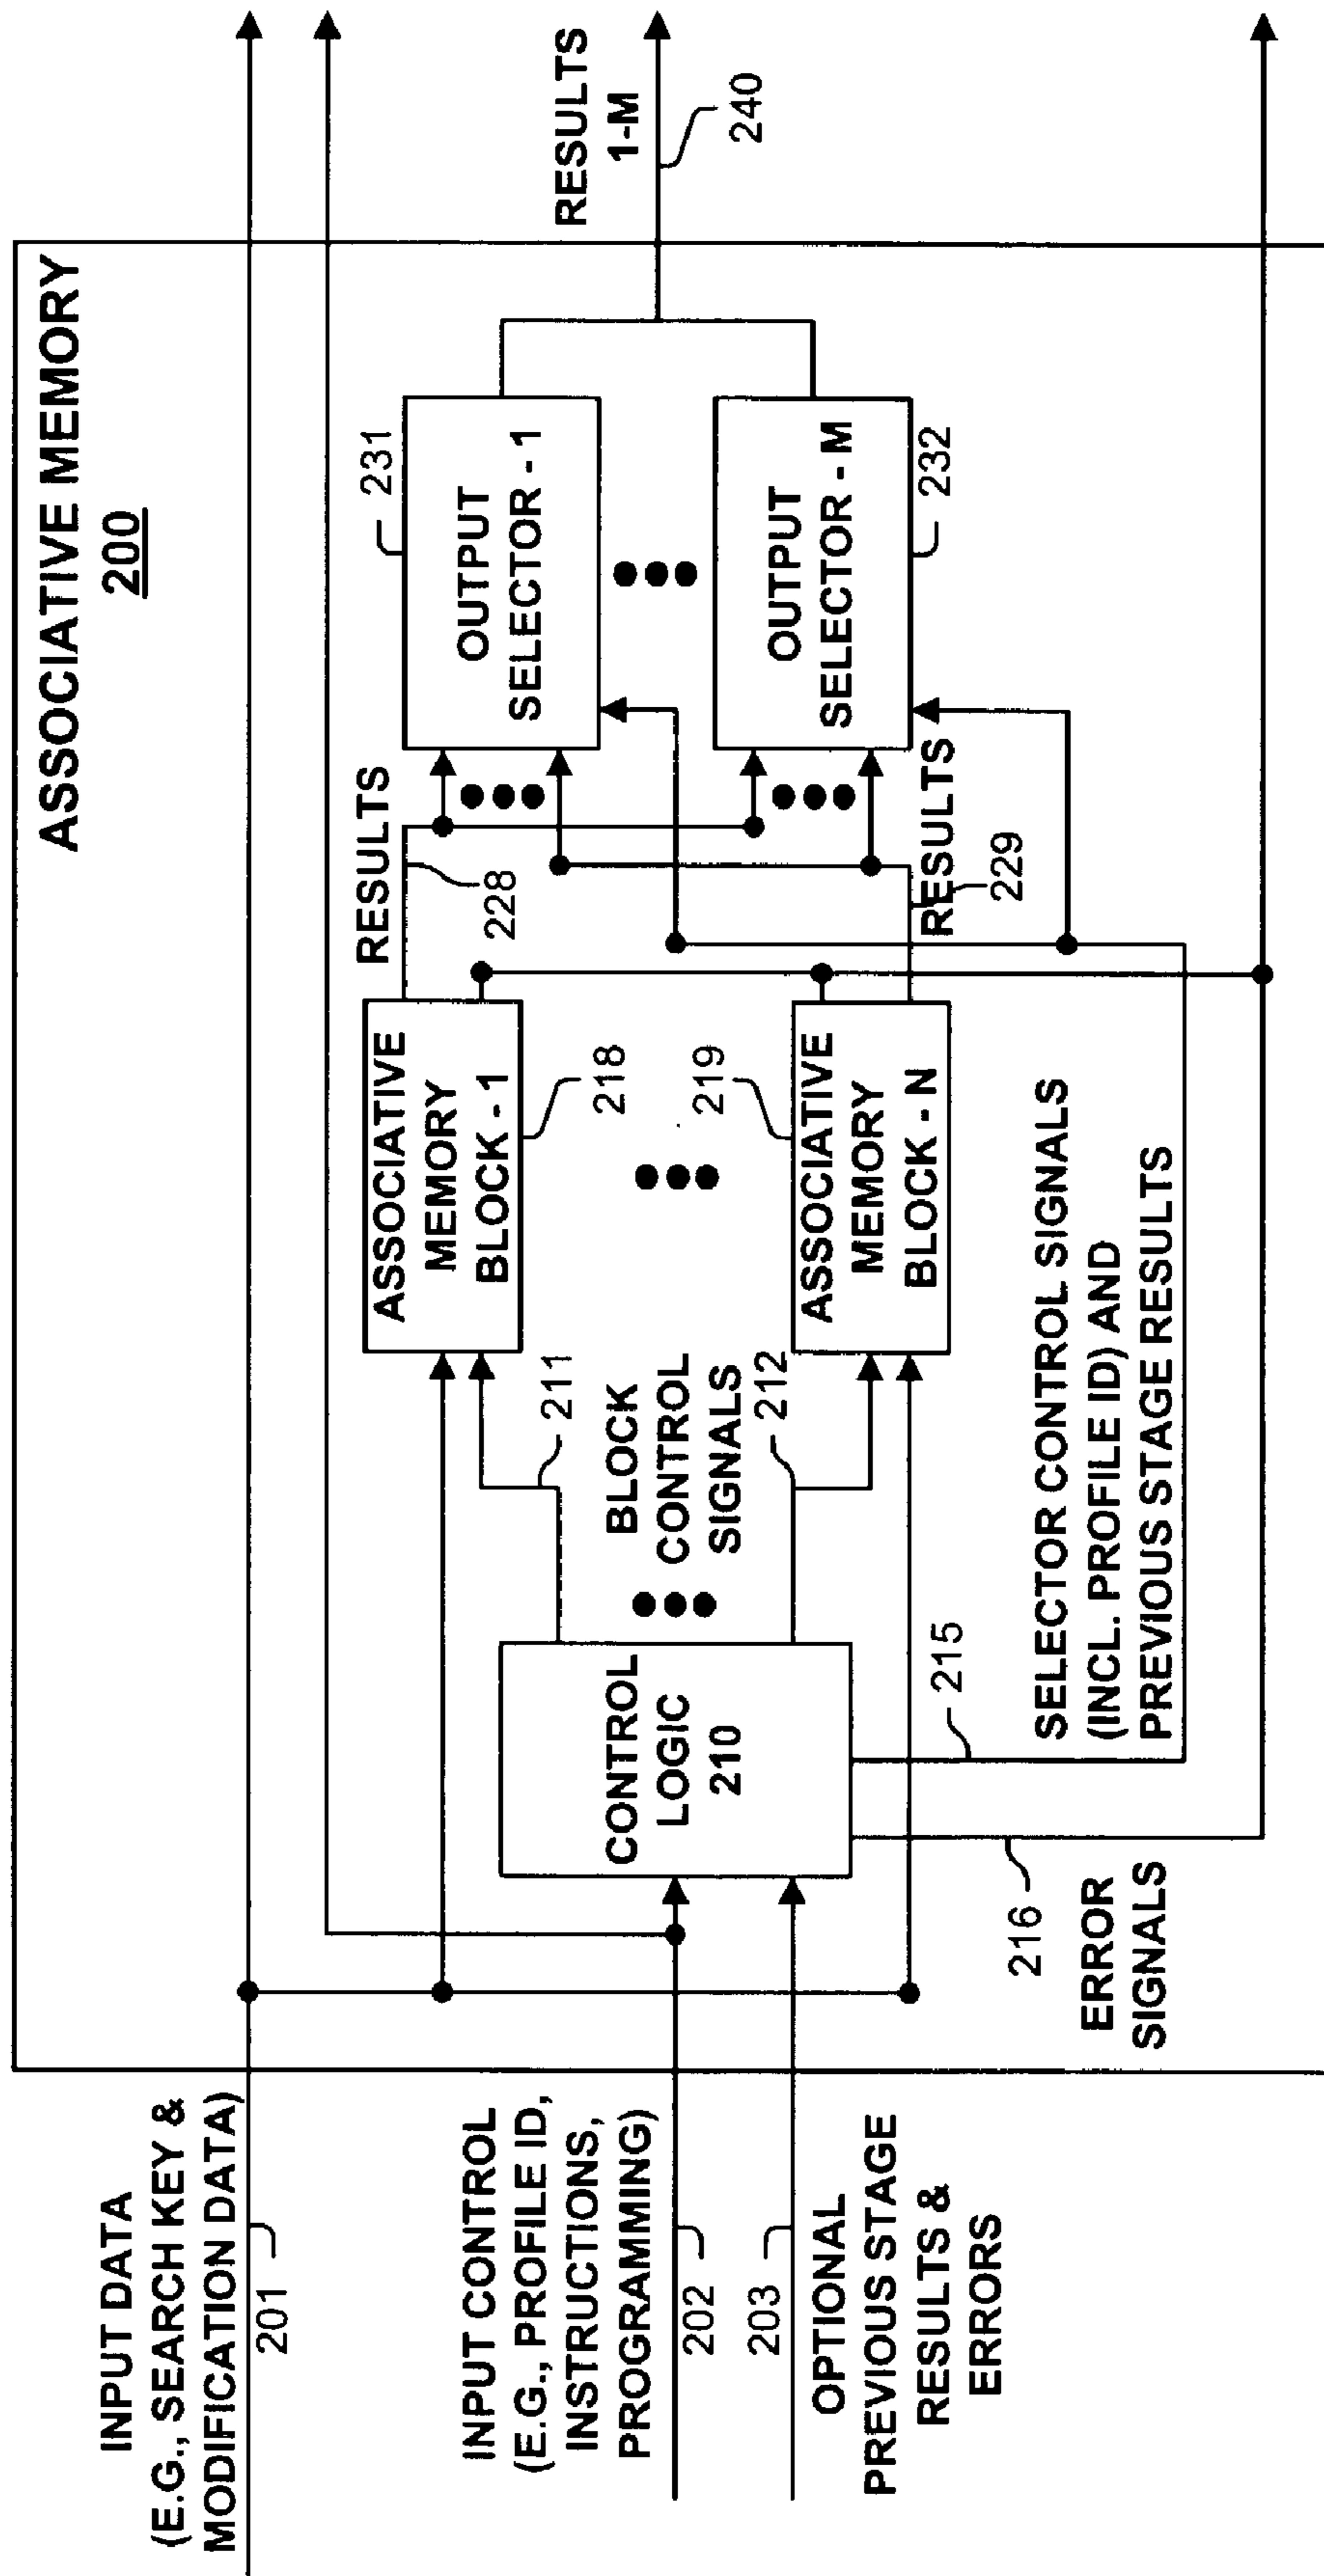 ASSOCIATIVE MEMORY
200
INPUT DATA
(E.G., SEARCH KEY &
MODIFICATION DATA)
201
INPUT CONTROL
(E.G., PROFILE ID,
INSTRUCTIONS,
PROGRAMMING)
202
203
OPTIONAL
PREVIOUS STAGE
RESULTS &
ERRORS
CONTROL
LOGIC
210
211
BLOCK
CONTROL
SIGNALS
212
215
216
ERROR
SIGNALS
SELECTOR CONTROL SIGNALS
(INCL. PROFILE ID) AND
PREVIOUS STAGE RESULTS
ASSOCIATIVE
MEMORY
BLOCK - 1
218
219
ASSOCIATIVE
MEMORY
BLOCK - N
RESULTS
228
RESULTS
229
231
OUTPUT
SELECTOR - 1
OUTPUT
SELECTOR - M
232
RESULTS
1-M
240